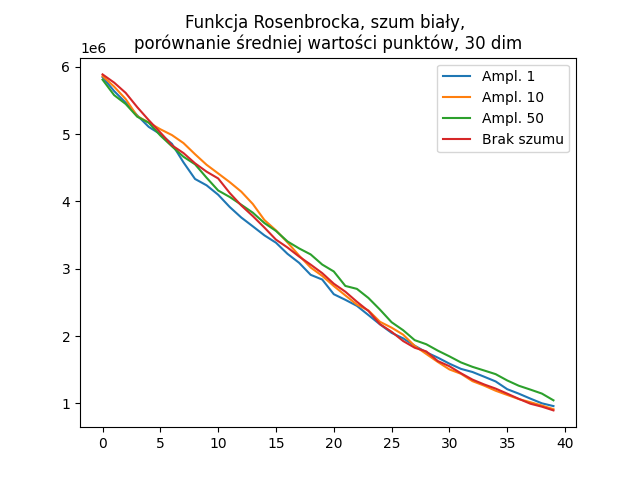 Funkcja Rosenbrocka, szum biały,
porównanie średniej wartości punktów, 30 dim
1e6
Ampl. 1
Ampl. 10
Ampl. 50
Brak szumu
6
5
4
3
2
1
0 5 10 15 20 25 30 35 40